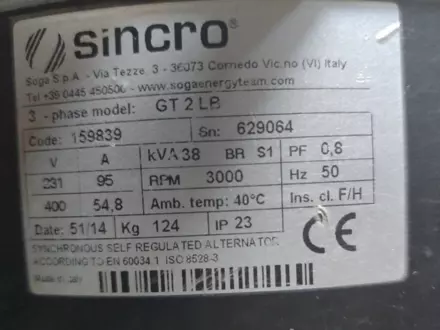 sincro®
Soga S.p.A. - Via Tezze, 3 - 36073 Cornedo Vic.no (VI) Italy
Tel +39 0445 450500 - www.sogaenergyteam.com
3 - phase model: GT 2 LB
Code: 159839 Sn: 629064
V A kVA 38 BR S1 PF 0,8
231 95 RPM 3000 Hz 50
400 54,8 Amb. temp: 40°C Ins. cl. F/H
Date: 51/14 Kg 124 IP 23 CE
SYNCHRONOUS SELF REGULATED ALTERNATOR
ACCORDING TO EN 60034 1 ISO 8528-3
Made in Italy